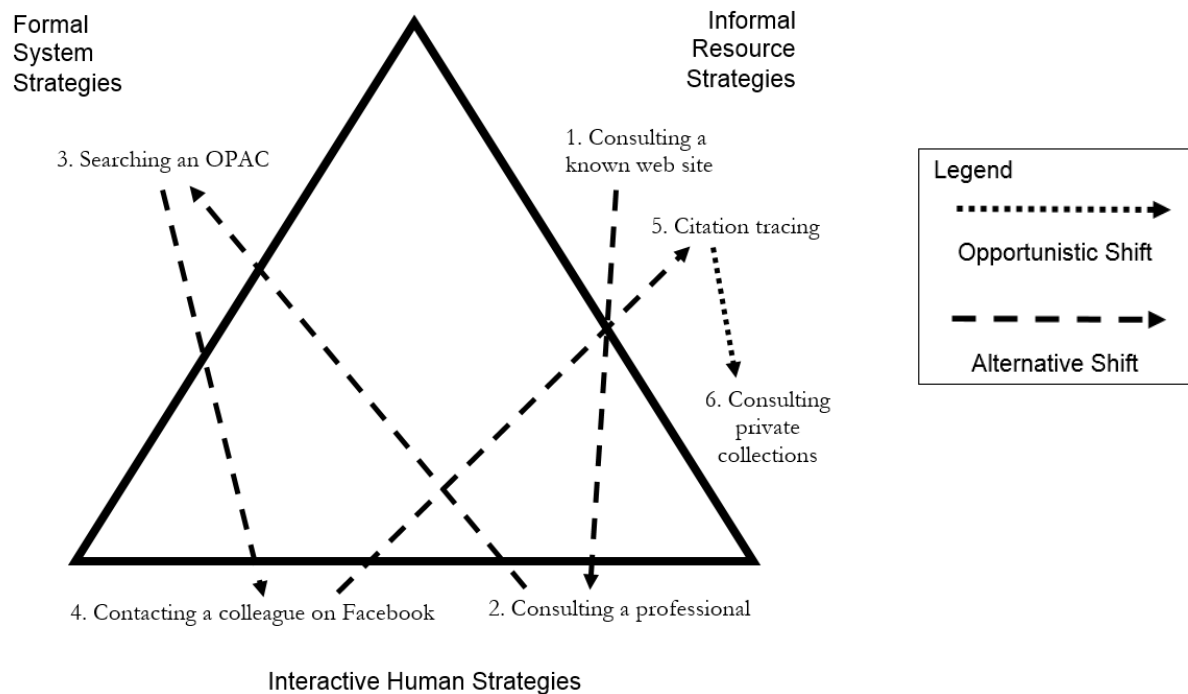 Formal
System
Strategies
Informal
Resource
Strategies
1. Consulting a
known web site
3. Searching an OPAC
Legend
Opportunistic Shift
Alternative Shift
5. Citation tracing
6. Consulting
private
collections
4. Contacting a colleague on Facebook
2. Consulting a professional
Interactive Human Strategies